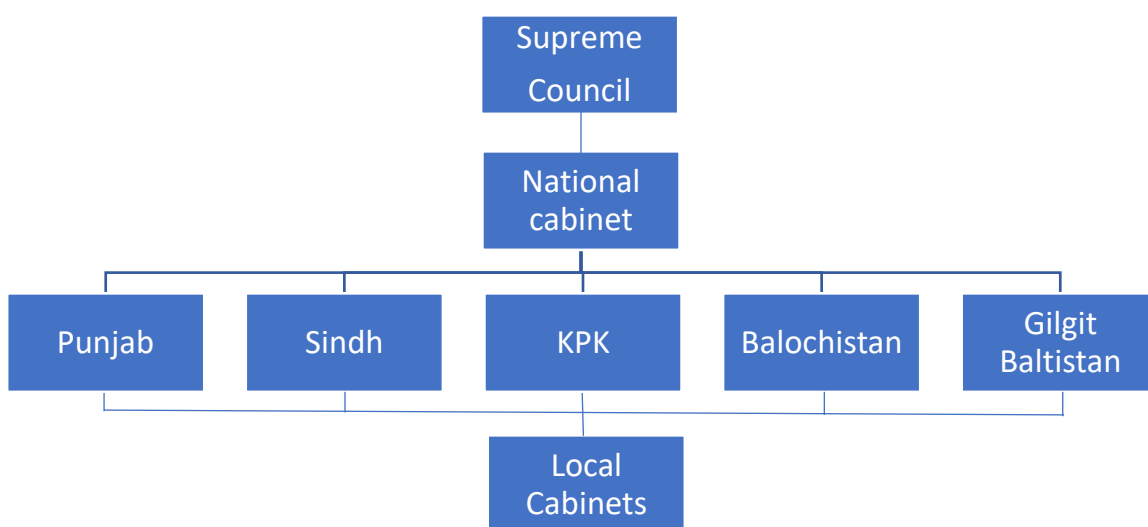 Supreme
Council
National
cabinet
Punjab
Sindh
KPK
Balochistan
Gilgit
Baltistan
Local
Cabinets